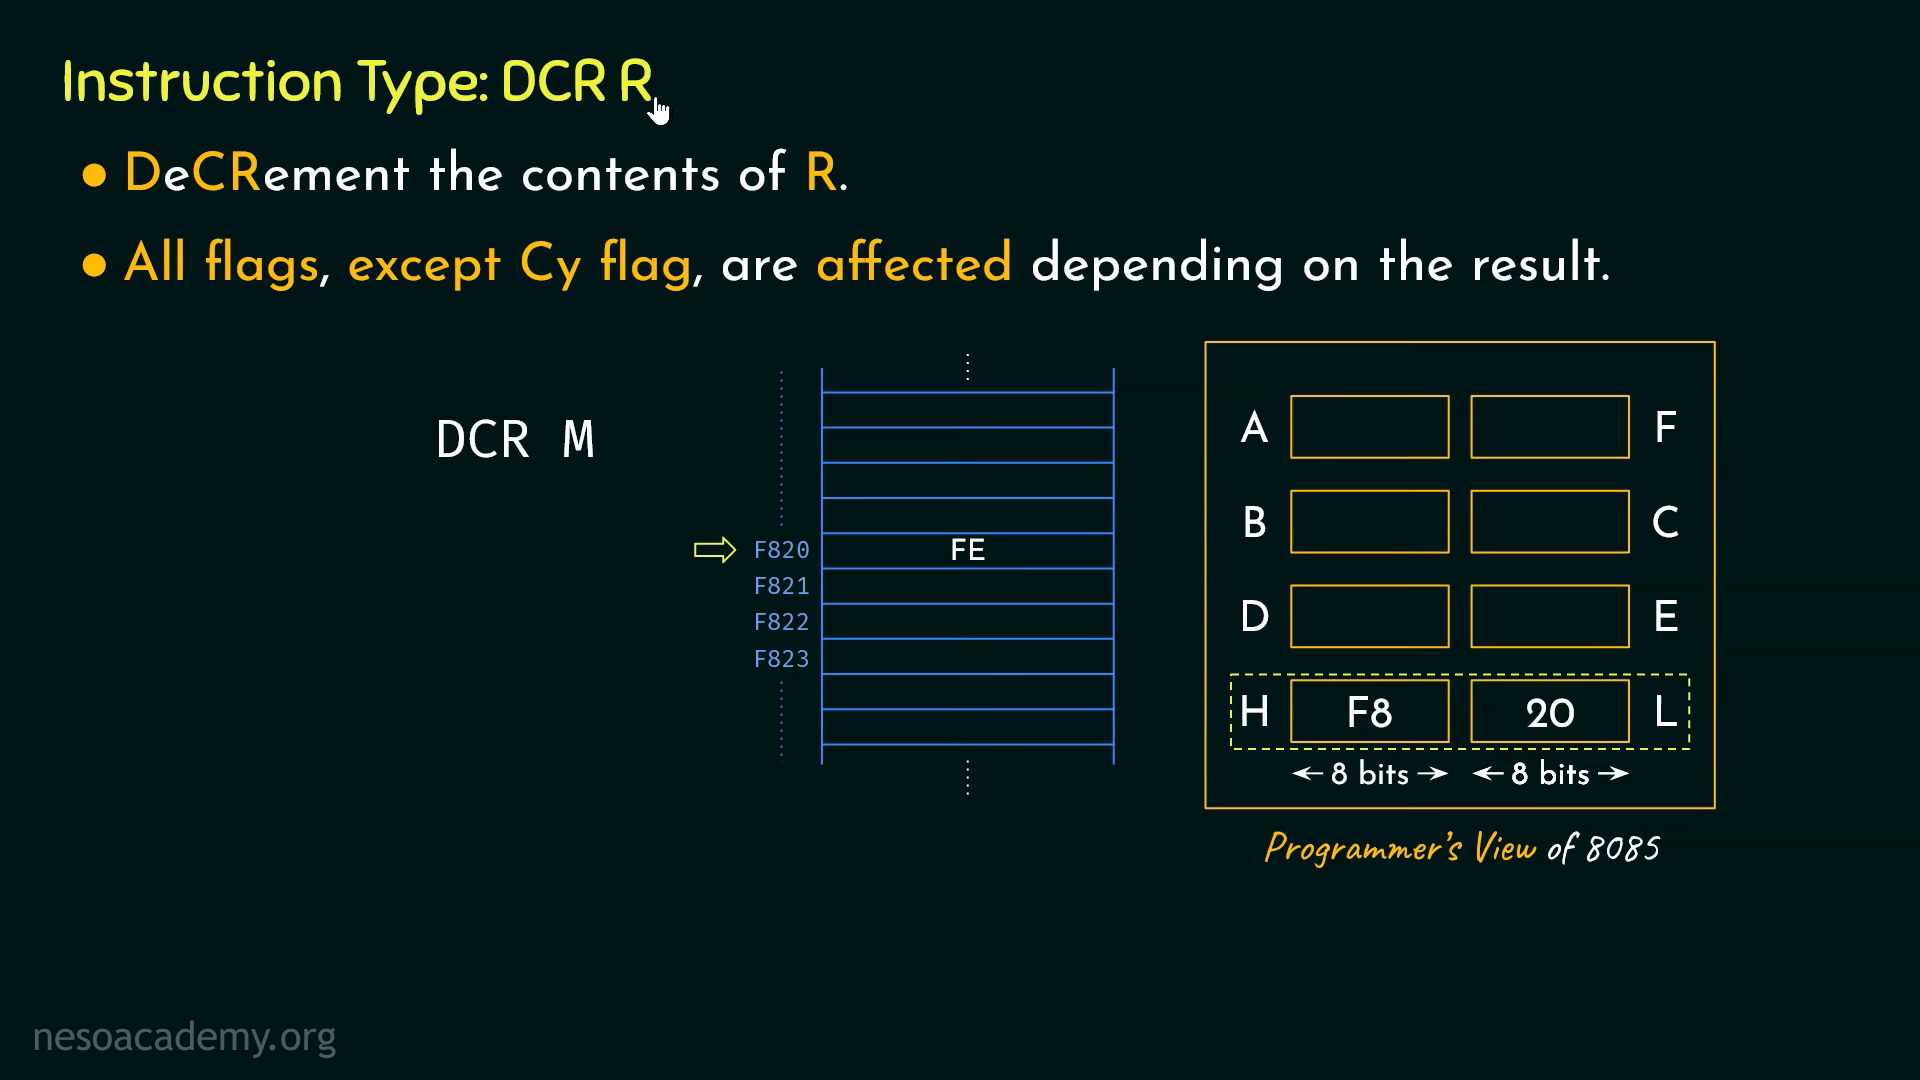 Instruction Type: DCR R
● DeCRement the contents of R.
● All flags, except Cy flag, are affected depending on the result.
DCR M
F820 FE
F821
F822
F823
A F
B C
D E
H F8 20 L
8 bits 8 bits
Programmer's View of 8085
nesoacademy.org